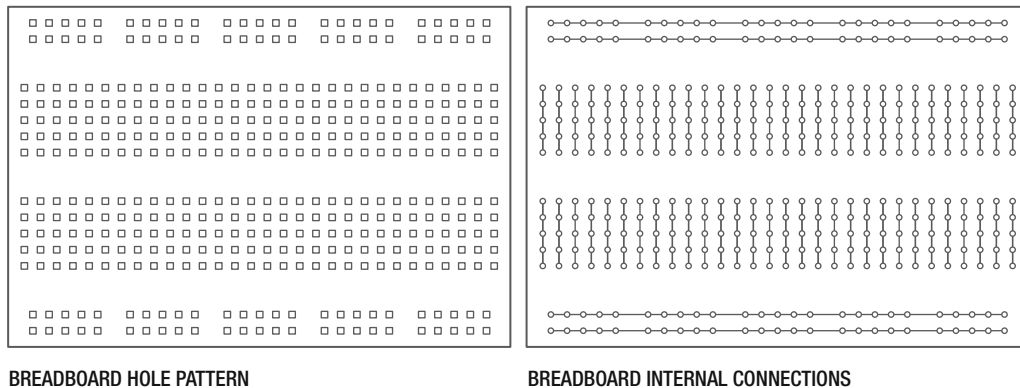 BREADBOARD HOLE PATTERN
BREADBOARD INTERNAL CONNECTIONS